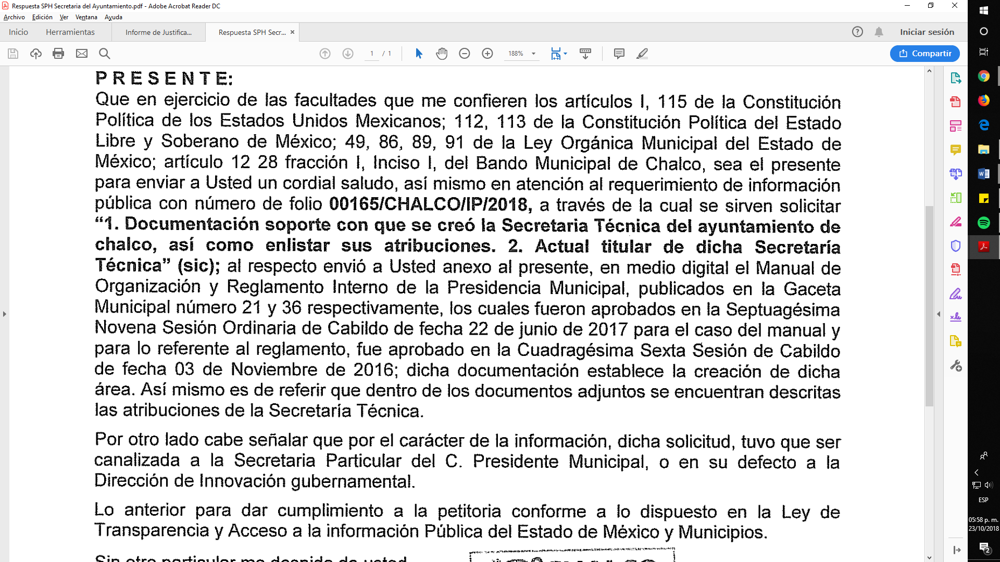 Respuesta SPH Secretaria del Ayuntamiento.pdf - Adobe Acrobat Reader DC
Archivo Edición Ver Ventana Ayuda
Inicio Herramientas Informe de Justifica... Respuesta SPH Secr... × Iniciar sesión
1 / 1 188% Compartir
P R E S E N T E:
Que en ejercicio de las facultades que me confieren los artículos I, 115 de la Constitución
Política de los Estados Unidos Mexicanos; 112, 113 de la Constitución Política del Estado
Libre y Soberano de México; 49, 86, 89, 91 de la Ley Orgánica Municipal del Estado de
México; artículo 12 28 fracción I, Inciso I, del Bando Municipal de Chalco, sea el presente
para enviar a Usted un cordial saludo, así mismo en atención al requerimiento de información
pública con número de folio 00165/CHALCO/IP/2018, a través de la cual se sirven solicitar
“1. Documentación soporte con que se creó la Secretaria Técnica del ayuntamiento de
chalco, así como enlistar sus atribuciones. 2. Actual titular de dicha Secretaría
Técnica” (sic); al respecto envió a Usted anexo al presente, en medio digital el Manual de
Organización y Reglamento Interno de la Presidencia Municipal, publicados en la Gaceta
Municipal número 21 y 36 respectivamente, los cuales fueron aprobados en la Septuagésima
Novena Sesión Ordinaria de Cabildo de fecha 22 de junio de 2017 para el caso del manual y
para lo referente al reglamento, fue aprobado en la Cuadragésima Sexta Sesión de Cabildo
de fecha 03 de Noviembre de 2016; dicha documentación establece la creación de dicha
área. Así mismo es de referir que dentro de los documentos adjuntos se encuentran descritas
las atribuciones de la Secretaría Técnica.
Por otro lado cabe señalar que por el carácter de la información, dicha solicitud, tuvo que ser
canalizada a la Secretaria Particular del C. Presidente Municipal, o en su defecto a la
Dirección de Innovación gubernamental.
Lo anterior para dar cumplimiento a la petitoria conforme a lo dispuesto en la Ley de
Transparencia y Acceso a la información Pública del Estado de México y Municipios.
Sin otro particular me despido de usted
ESP
05:58 p. m.
23/10/2018
2